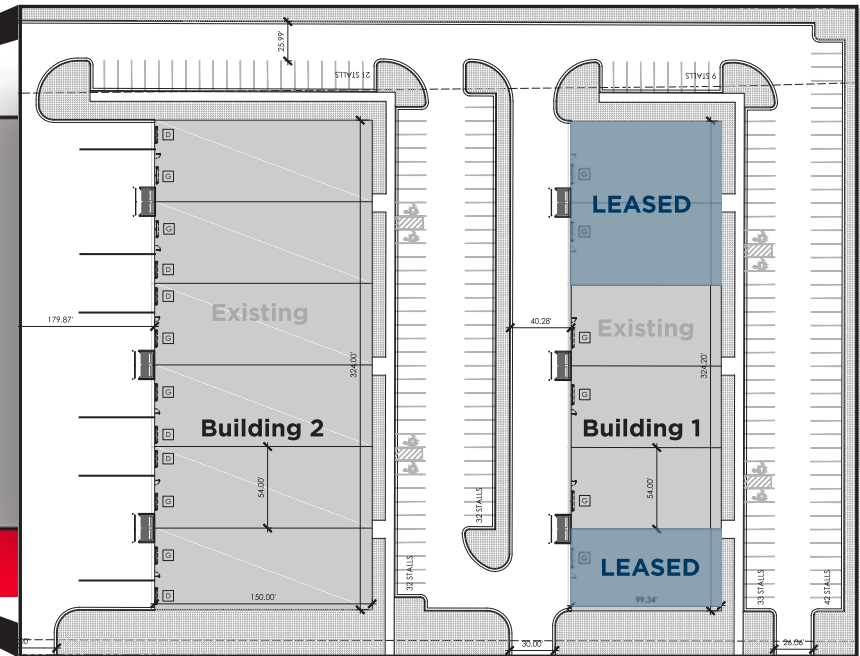 25.99'
21 STALLS
9 STALLS
D
G
G
D
D
G
G
D
D
G
G
D
G
G
G
G
G
G
LEASED
Existing
Existing
179.87'
40.28'
324.00'
324.20'
Building 2
Building 1
54.00'
54.00'
32 STALLS
32 STALLS
33 STALLS
42 STALLS
LEASED
150.00'
99.34'
30.00'
26.06'